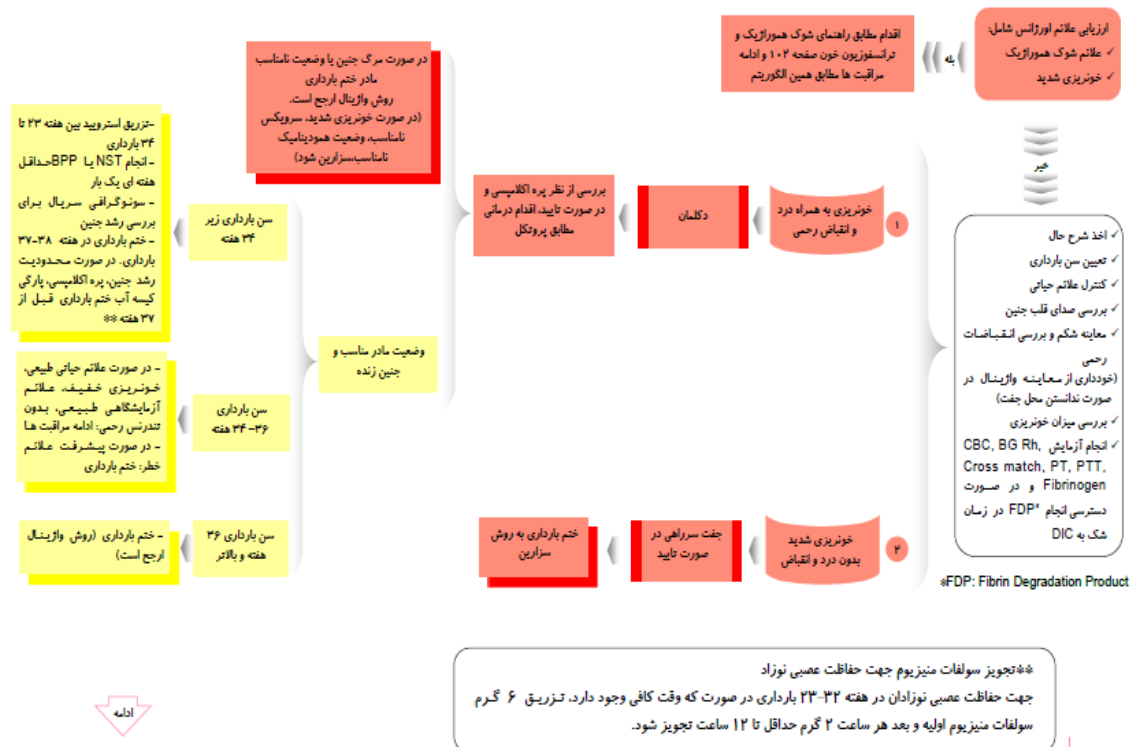 ارزیابی علائم اورژانس شامل:
✓ علائم شوک هموراژیک
✓ خونریزی شدید
بله
اقدام مطابق راهنمای شوک هموراژیک و
ترانسفوزیون خون صفحه ۱۰۲ و ادامه
مراقبت ها مطابق همین الگوریتم
خیر
✓ اخذ شرح حال
✓ تعیین سن بارداری
✓ کنترل علائم حیاتی
✓ بررسی صدای قلب جنین
✓ معاینه شکم و بررسی انقباضات
رحمی
(خودداری از معاینه واژینال در
صورت ندانستن محل جفت)
✓ بررسی میزان خونریزی
✓ انجام آزمایش CBC, BG Rh,
Cross match, PT, PTT,
Fibrinogen و در صورت
دسترسی انجام FDP* در زمان
شک به DIC
*FDP: Fibrin Degradation Product
۱
خونریزی به همراه درد
و انقباض رحمی
دکلمان
بررسی از نظر پره اکلامپسی و
در صورت تایید، اقدام درمانی
مطابق پروتکل
در صورت مرگ جنین یا وضعیت نامناسب
مادر ختم بارداری
روش واژینال ارجح است.
(در صورت خونریزی شدید، سرویکس
نامناسب، وضعیت همودینامیک
نامناسب،سزارین شود)
وضعیت مادر مناسب و
جنین زنده
سن بارداری زیر
۳۴ هفته
-تزریق استرویید بین هفته ۲۳ تا
۳۴ بارداری
- انجام NST یا BPPحداقل
هفته ای یک بار
- سونوگرافی سریال برای
بررسی رشد جنین
- ختم بارداری در هفته ۳۸-۳۷
بارداری. در صورت محدودیت
رشد جنین، پره اکلامپسی، پارگی
کیسه آب ختم بارداری قبل از
۳۷ هفته **
سن بارداری
۳۶-۳۴ هفته
- در صورت علائم حیاتی طبیعی،
خونریزی خفیف، علائم
آزمایشگاهی طبیعی، بدون
تندرنس رحمی: ادامه مراقبت ها
- در صورت پیشرفت علائم
خطر: ختم بارداری
سن بارداری ۳۶
هفته و بالاتر
- ختم بارداری (روش واژینال
ارجح است)
۲
خونریزی شدید
بدون درد و انقباض
جفت سرراهی در
صورت تایید
ختم بارداری به روش
سزارین
**تجویز سولفات منیزیوم جهت حفاظت عصبی نوزاد
جهت حفاظت عصبی نوزادان در هفته ۳۲-۲۳ بارداری در صورت که وقت کافی وجود دارد، تزریق ۶ گرم
سولفات منیزیوم اولیه و بعد هر ساعت ۲ گرم حداقل تا ۱۲ ساعت تجویز شود.
ادامه